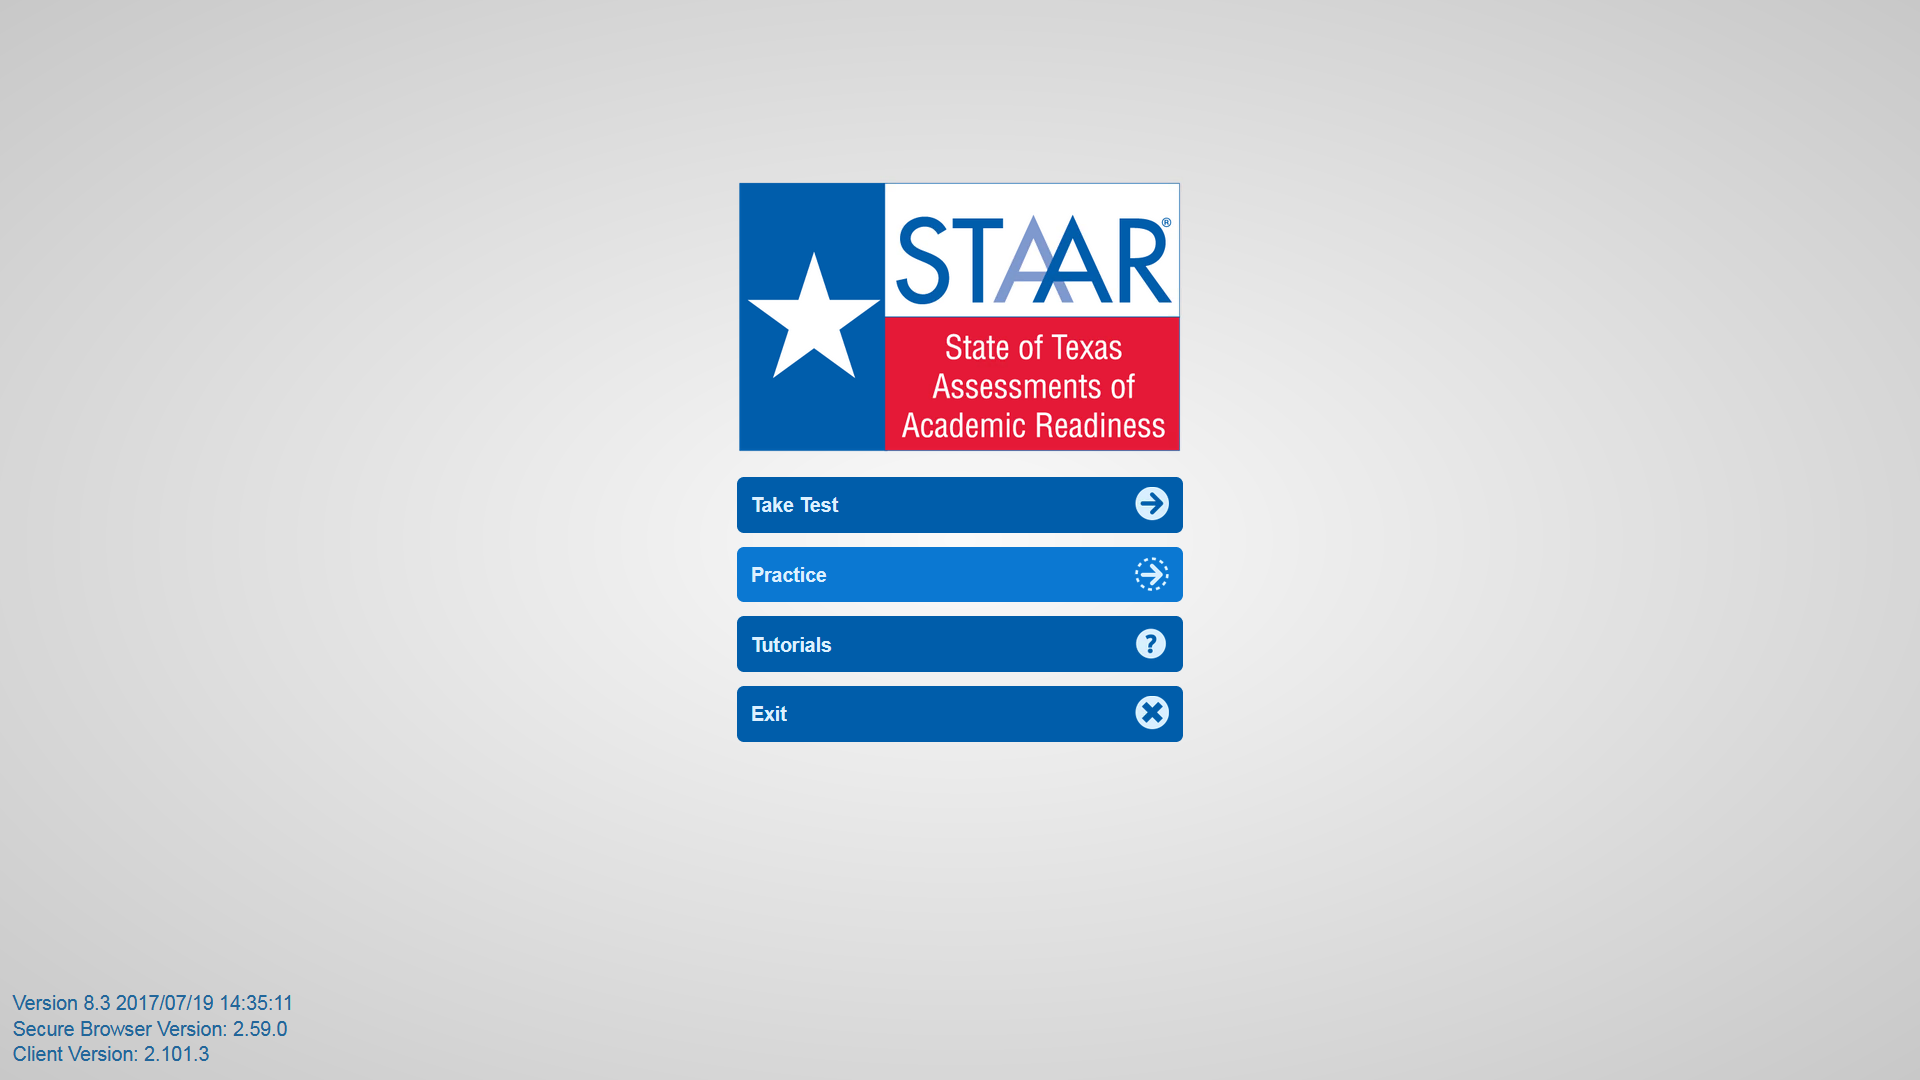 STAAR®
State of Texas
Assessments of
Academic Readiness
Take Test
Practice
Tutorials
Exit
Version 8.3 2017/07/19 14:35:11
Secure Browser Version: 2.59.0
Client Version: 2.101.3